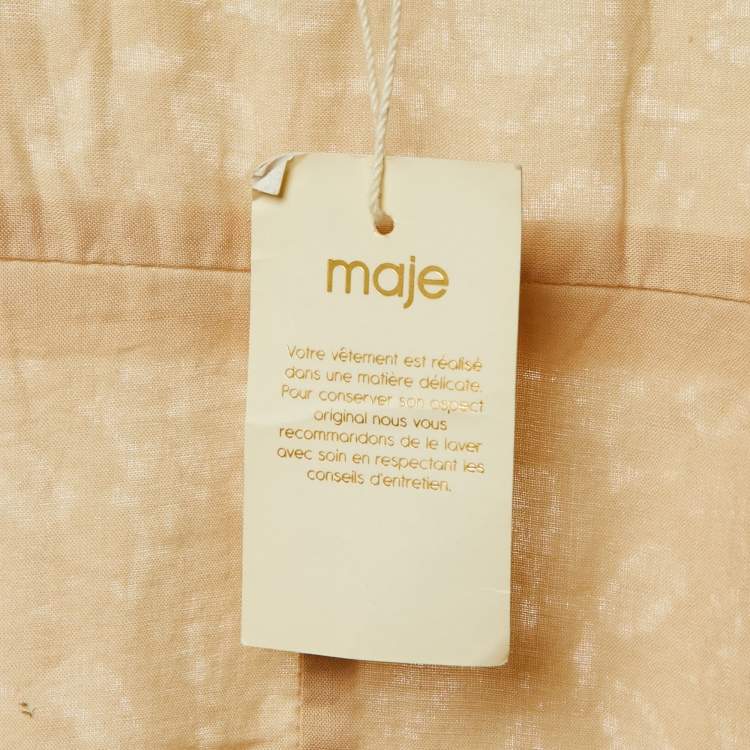 maje
Votre vêtement est réalisé
dans une matière délicate.
Pour conserver son aspect
original nous vous
recommandons de le laver
avec soin en respectant les
conseils d'entretien.